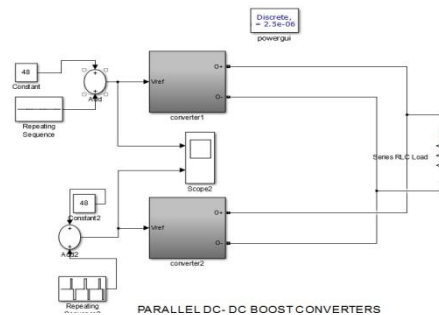 Discrete,
= 2.5e-06
powergui
48
Constant
Add
Repeating
Sequence
Vref
O+
O-
converter1
Scope2
Series RLC Load
48
Constant2
Add2
Vref
O+
O-
converter2
Repeating
PARALLEL DC- DC BOOST CONVERTERS